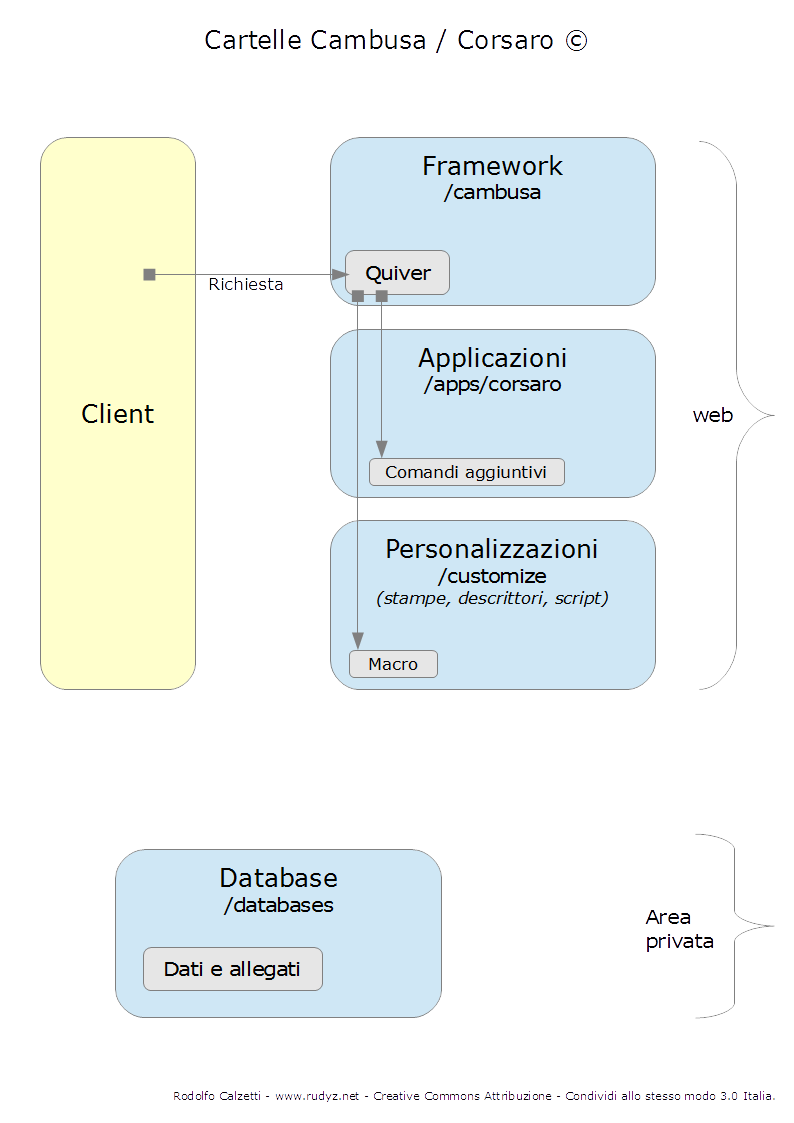 Cartelle Cambusa / Corsaro ©
Framework
/cambusa
Quiver
Richiesta
Applicazioni
/apps/corsaro
Client
web
Comandi aggiuntivi
Personalizzazioni
/customize
(stampe, descrittori, script)
Macro
Database
/databases
Area
privata
Dati e allegati
Rodolfo Calzetti - www.rudyz.net - Creative Commons Attribuzione - Condividi allo stesso modo 3.0 Italia.